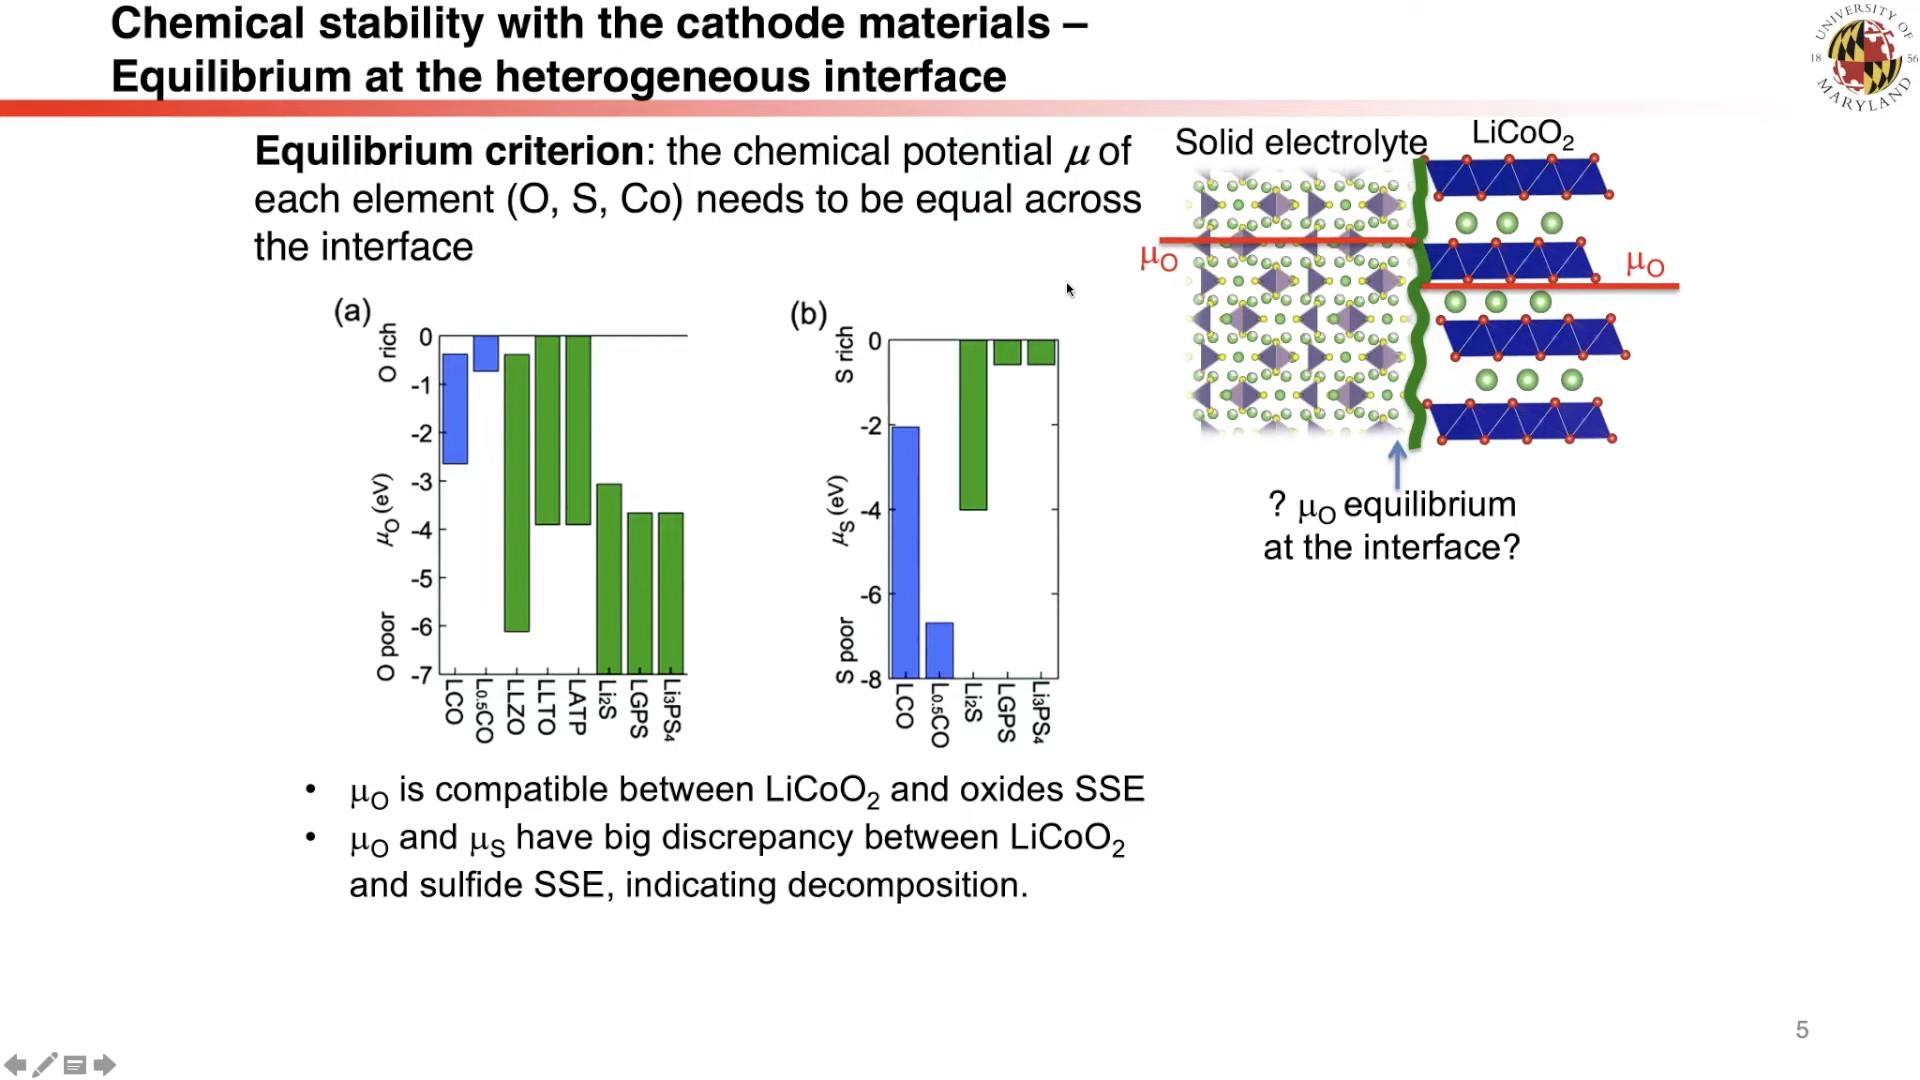 Chemical stability with the cathode materials –
Equilibrium at the heterogeneous interface
UNIVERSITY OF
18 56
MARYLAND
Equilibrium criterion: the chemical potential μ of
each element (O, S, Co) needs to be equal across
the interface
Solid electrolyte
LiCoO2
μO
μO
? μO equilibrium
at the interface?
(a)
O rich
μO (eV)
O poor
0
-1
-2
-3
-4
-5
-6
-7
LCO
L0.5CO
LLZO
LLTO
LATP
Li2S
LGPS
Li3PS4
(b)
S rich
μS (eV)
S poor
0
-2
-4
-6
-8
LCO
L0.5CO
Li2S
LGPS
Li3PS4
• μO is compatible between LiCoO2 and oxides SSE
• μO and μS have big discrepancy between LiCoO2
and sulfide SSE, indicating decomposition.
5